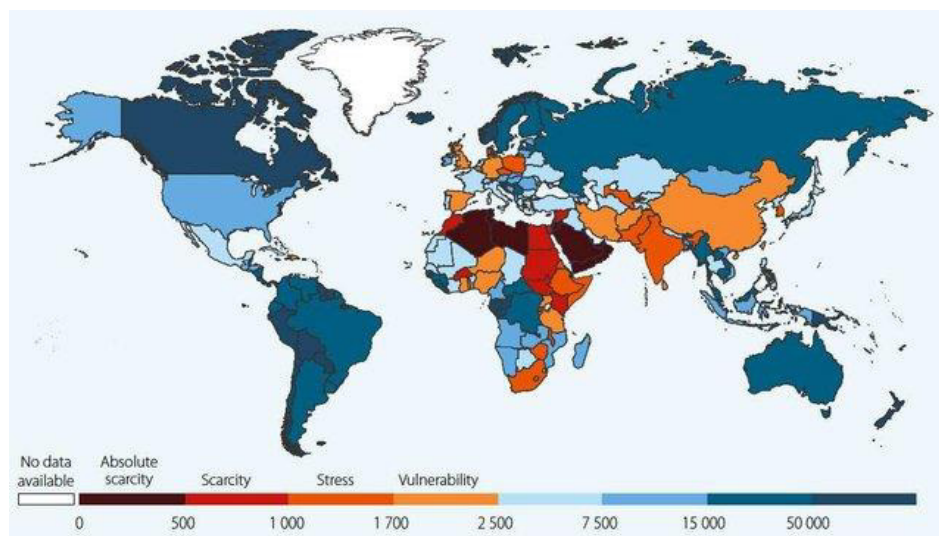 No data available
Absolute scarcity
Scarcity
Stress
Vulnerability
0
500
1 000
1 700
2 500
7 500
15 000
50 000